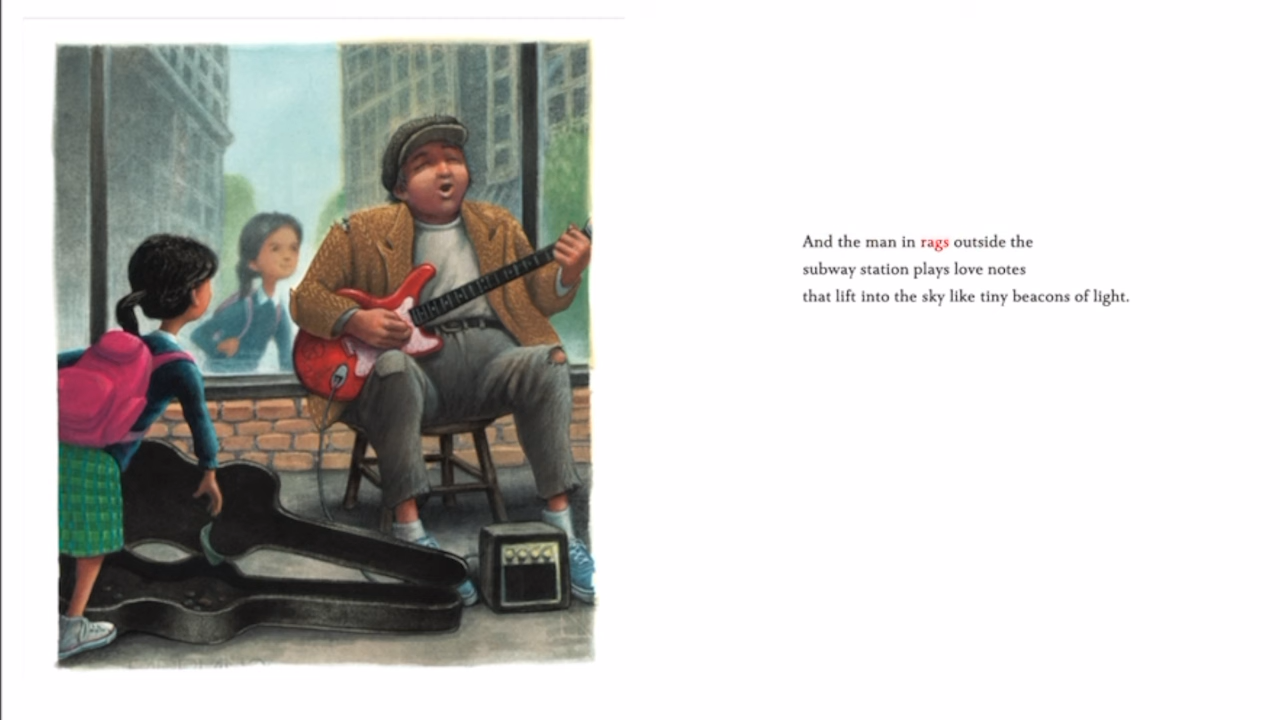 And the man in rags outside the
subway station plays love notes
that lift into the sky like tiny beacons of light.